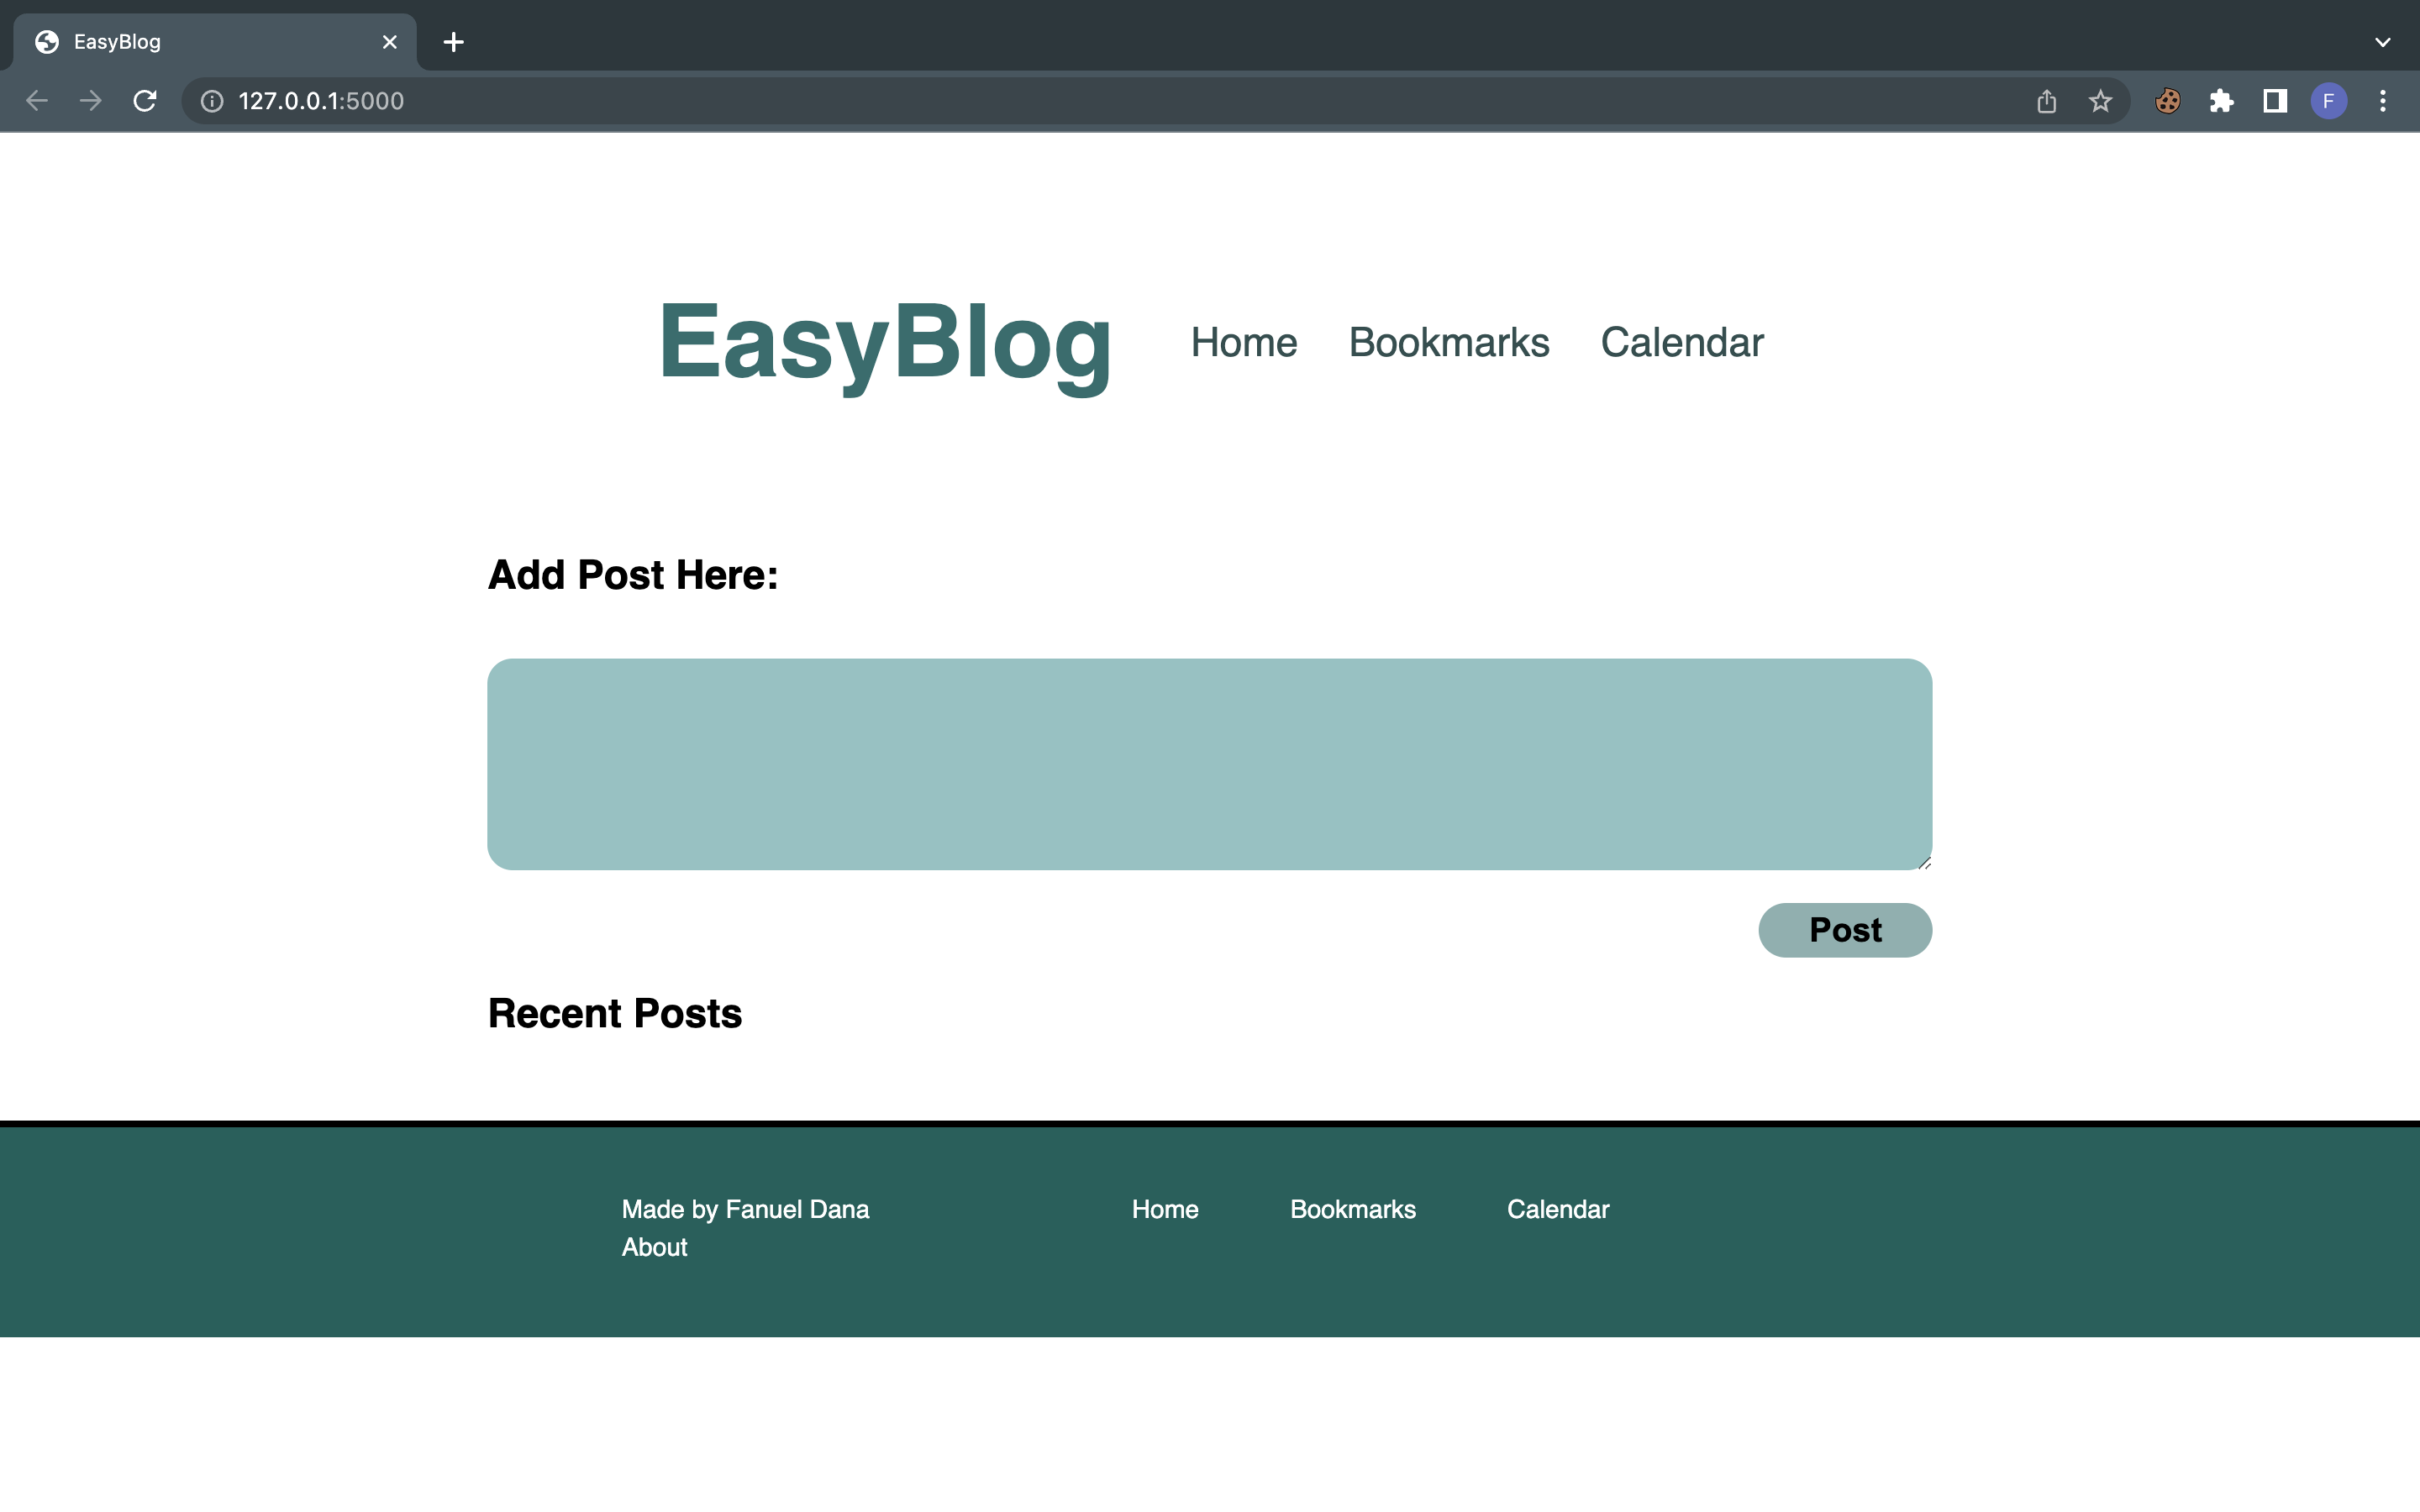 EasyBlog
127.0.0.1:5000
F
EasyBlog Home Bookmarks Calendar
Add Post Here:
Post
Recent Posts
Made by Fanuel Dana Home Bookmarks Calendar
About